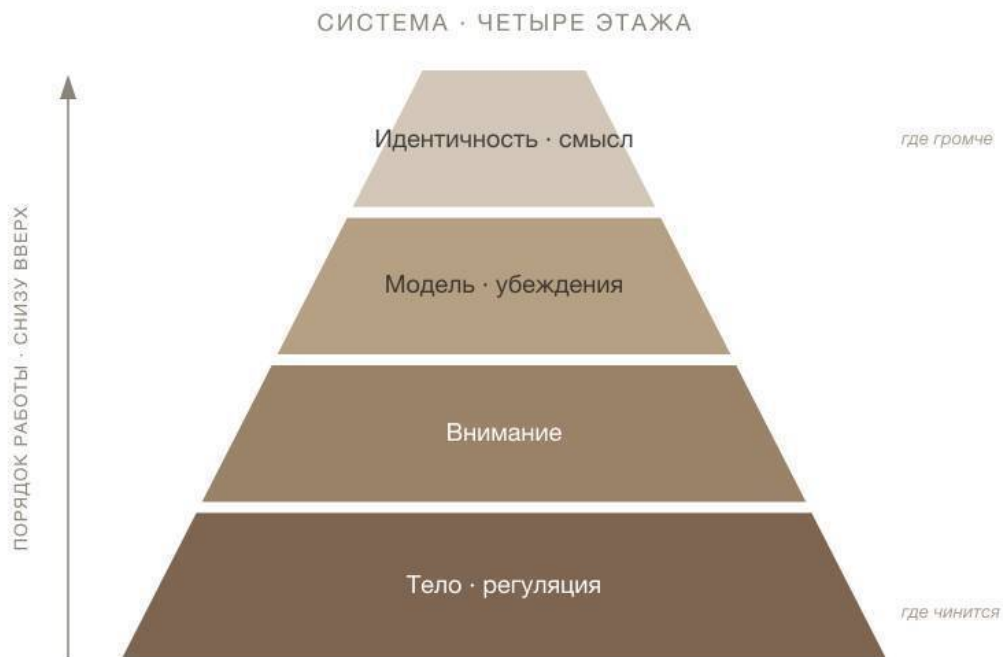 СИСТЕМА · ЧЕТЫРЕ ЭТАЖА
Идентичность · смысл
где громче
Модель · убеждения
ПОРЯДОК РАБОТЫ · СНИЗУ ВВЕРХ
Внимание
Тело · регуляция
где чинится